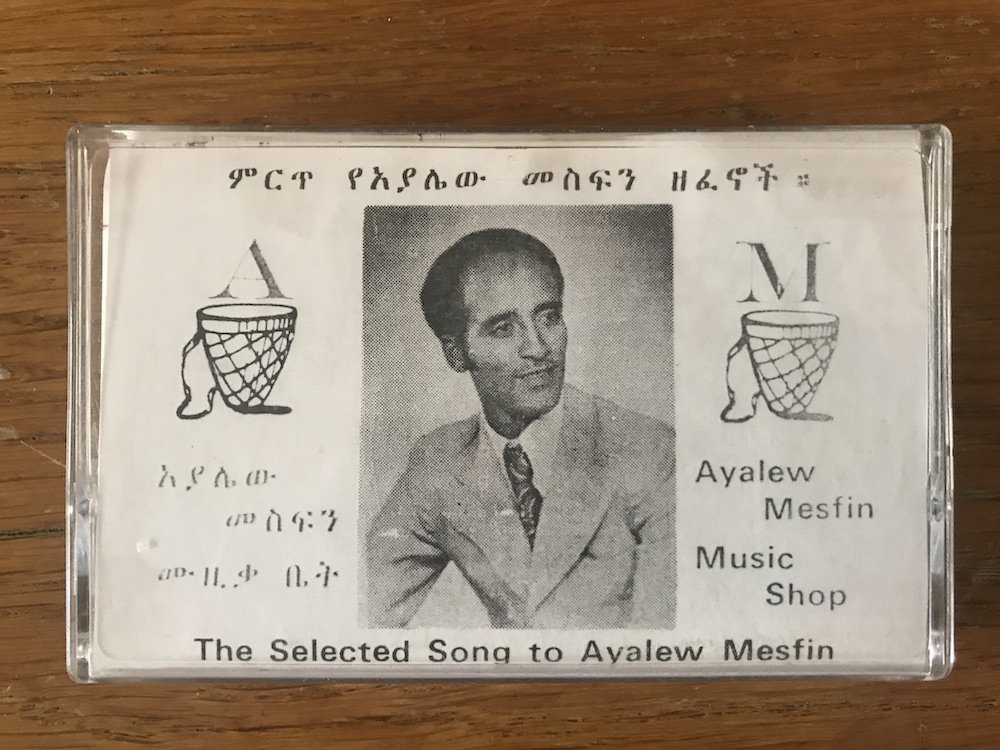 ምርጥ የአያሌው መስፍን ዘፈኖች ።
A
M
አያሌው
መስፍን
ሙዚቃ ቤት
Ayalew
Mesfin
Music
Shop
The Selected Song to Ayalew Mesfin